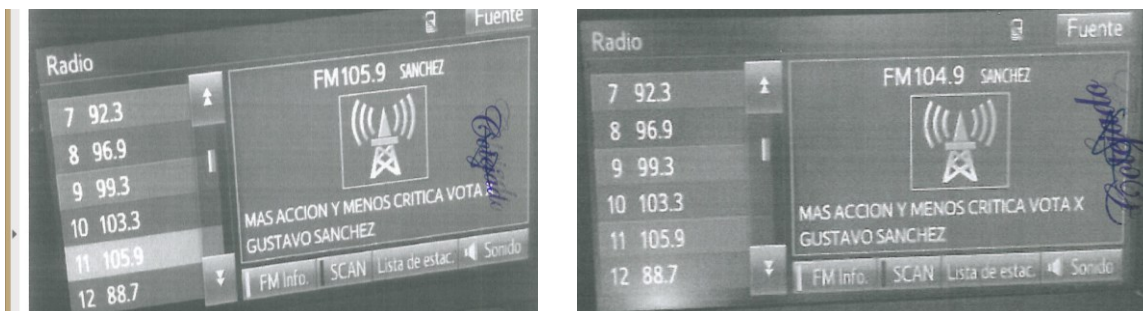 Fuente
Radio
FM105.9 SANCHEZ
7 92.3
8 96.9
9 99.3
10 103.3
11 105.9
12 88.7
MAS ACCION Y MENOS CRITICA VOTA X
GUSTAVO SANCHEZ
FM Info. SCAN Lista de estac. Sonido
Cotejado
Fuente
Radio
FM104.9 SANCHEZ
7 92.3
8 96.9
9 99.3
10 103.3
11 105.9
12 88.7
MAS ACCION Y MENOS CRITICA VOTA X
GUSTAVO SANCHEZ
FM Info. SCAN Lista de estac. Sonido
Cotejado